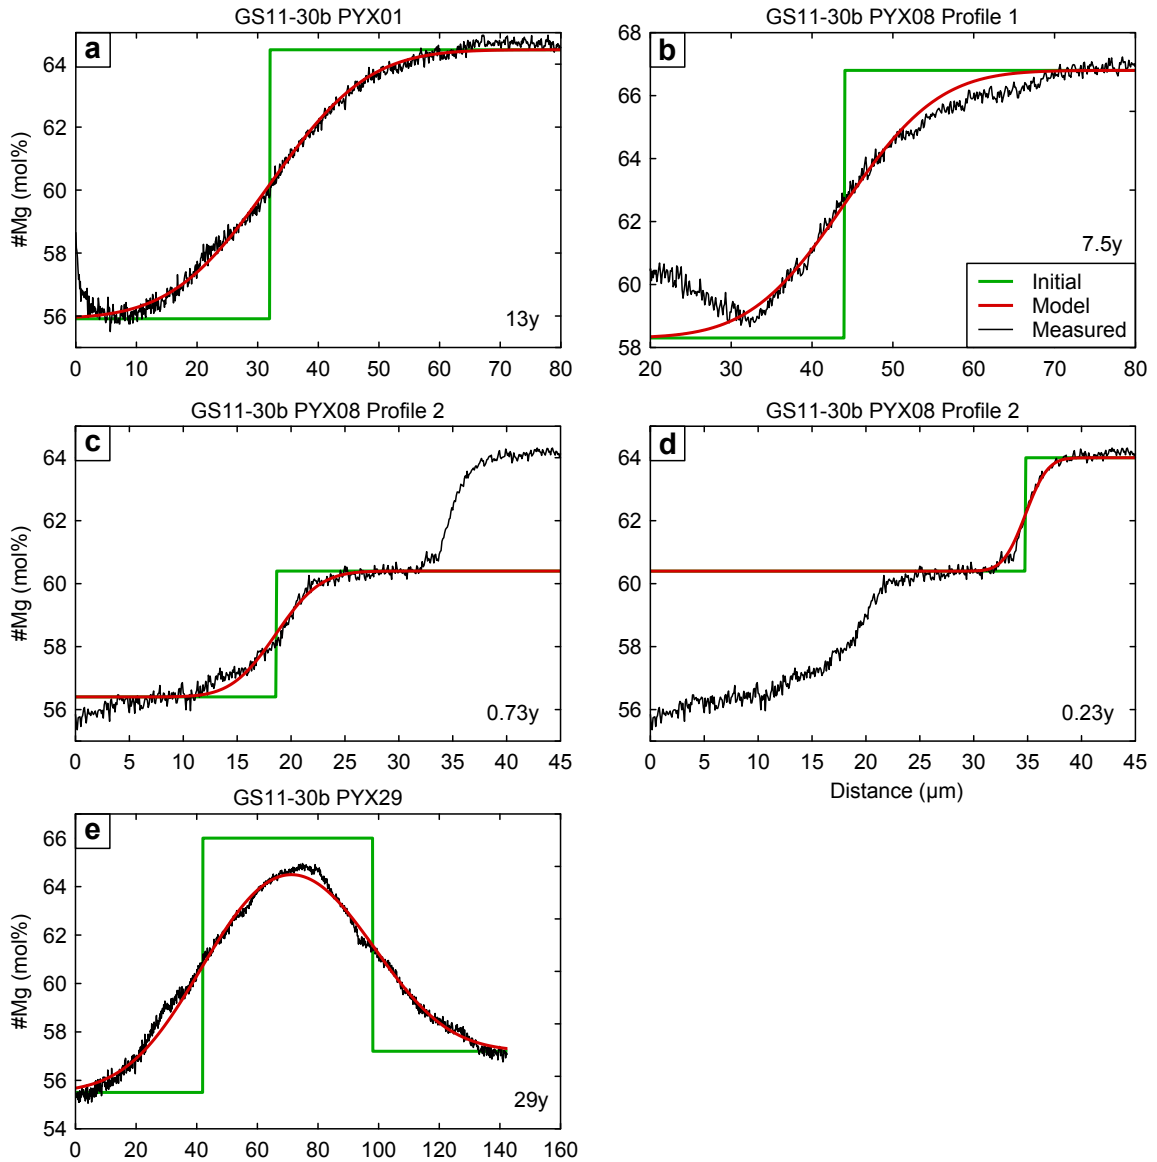 GS11-30b PYX01
a
#Mg (mol%)
64
62
60
58
56
13y
0 10 20 30 40 50 60 70 80
GS11-30b PYX08 Profile 1
b
68
66
64
62
60
58
7.5y
Initial
Model
Measured
20 30 40 50 60 70 80
GS11-30b PYX08 Profile 2
c
#Mg (mol%)
64
62
60
58
56
0.73y
0 5 10 15 20 25 30 35 40 45
GS11-30b PYX08 Profile 2
d
64
62
60
58
56
0.23y
0 5 10 15 20 25 30 35 40 45
Distance (μm)
GS11-30b PYX29
e
#Mg (mol%)
66
64
62
60
58
56
54
29y
0 20 40 60 80 100 120 140 160